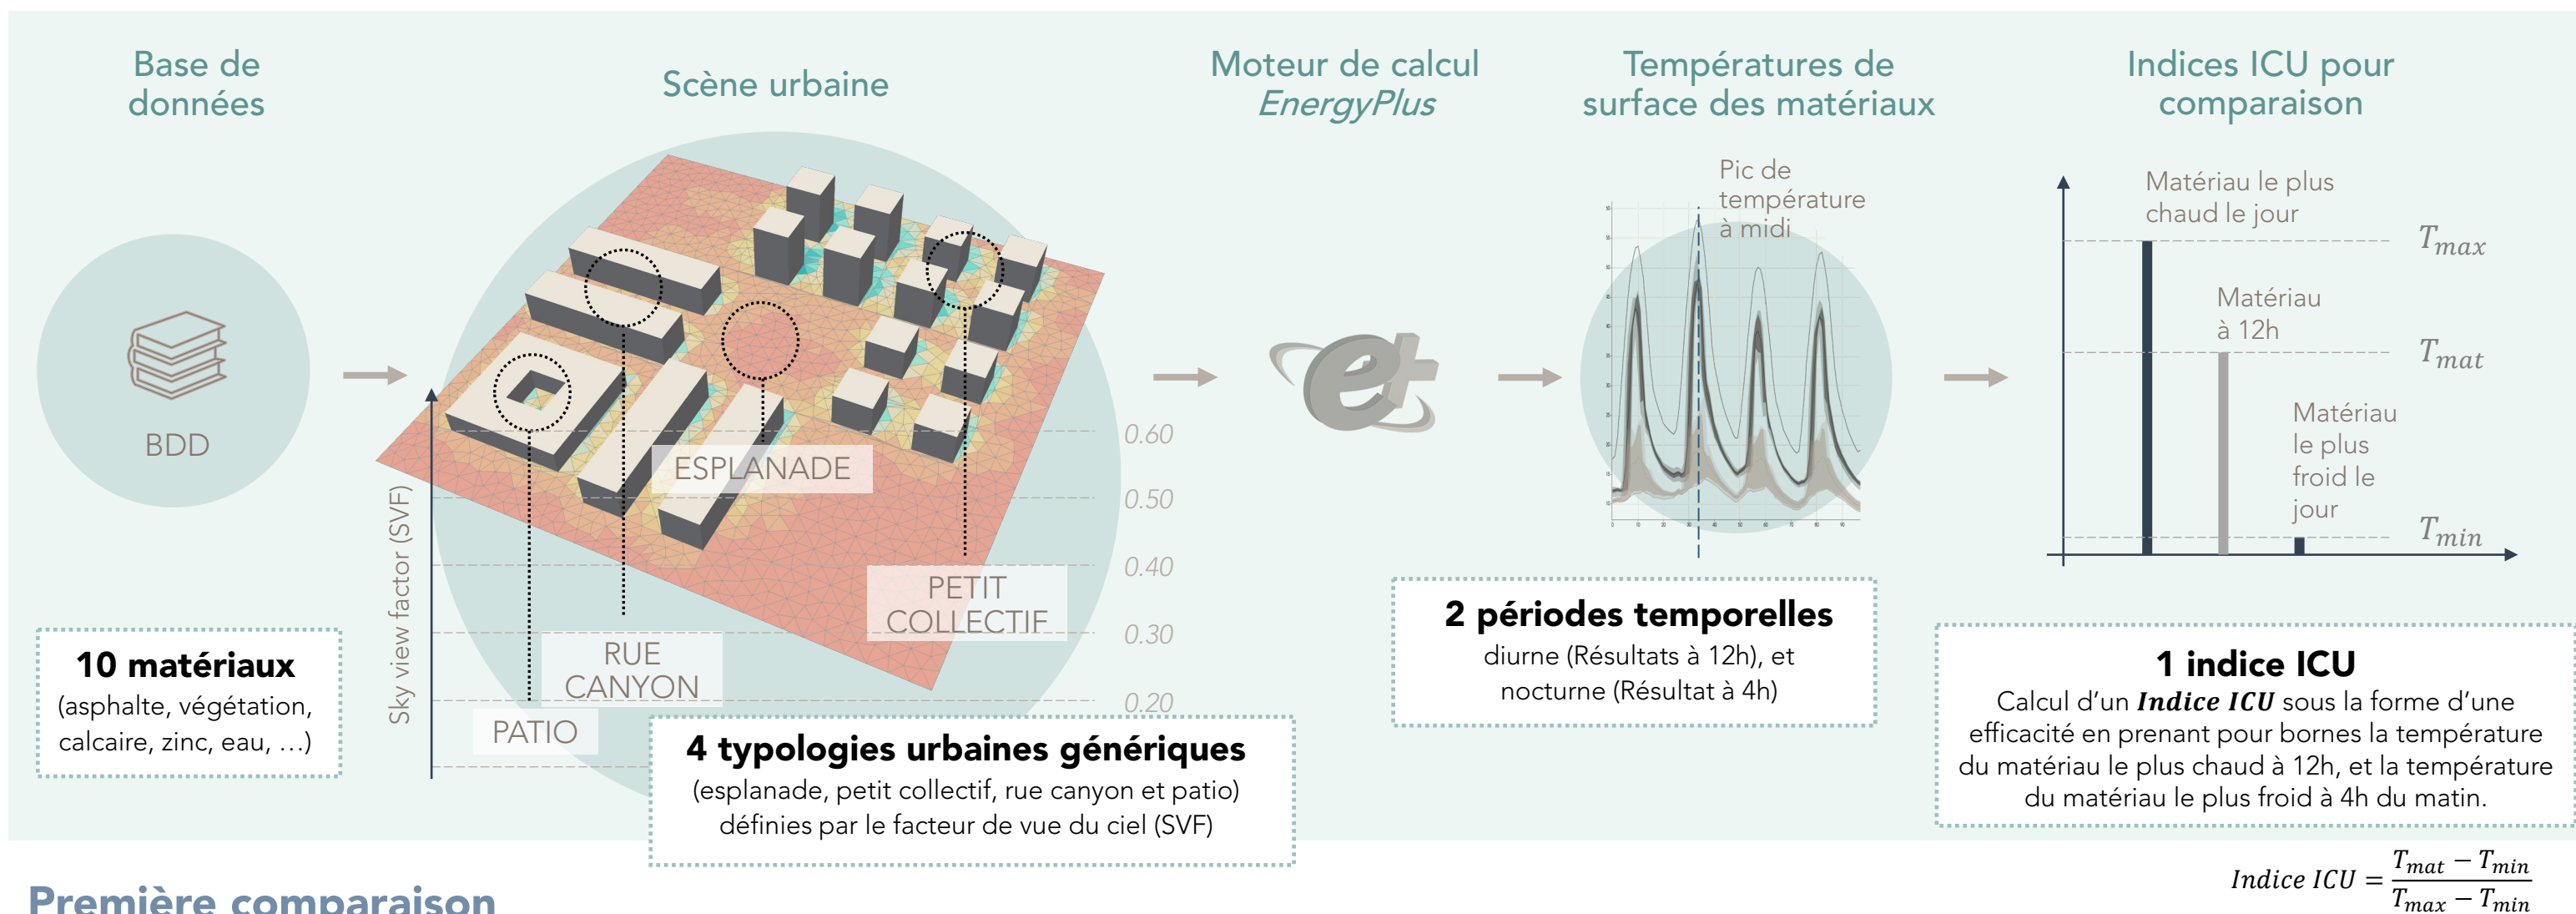 Base de
données
Scène urbaine
Moteur de calcul
EnergyPlus
Températures de
surface des matériaux
Indices ICU pour
comparaison
BDD
10 matériaux
(asphalte, végétation,
calcaire, zinc, eau, …)
Sky view factor (SVF)
0.60
0.50
0.40
0.30
0.20
ESPLANADE
PETIT
COLLECTIF
RUE
CANYON
PATIO
4 typologies urbaines génériques
(esplanade, petit collectif, rue canyon et patio)
définies par le facteur de vue du ciel (SVF)
e+
Pic de
température
à midi
2 périodes temporelles
diurne (Résultats à 12h), et
nocturne (Résultat à 4h)
Matériau le plus
chaud le jour
Tmax
Matériau
à 12h
Tmat
Matériau
le plus
froid le
jour
Tmin
1 indice ICU
Calcul d’un Indice ICU sous la forme d’une
efficacité en prenant pour bornes la température
du matériau le plus chaud à 12h, et la température
du matériau le plus froid à 4h du matin.
Indice ICU = (Tmat − Tmin) / (Tmax − Tmin)
Première comparaison